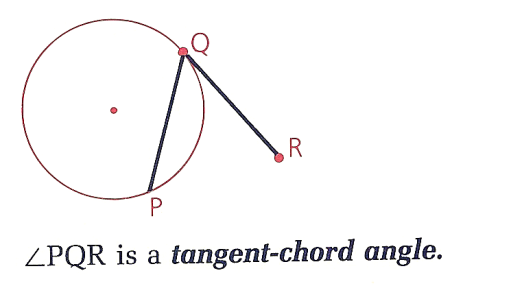 Q
R
P
∠PQR is a tangent-chord angle.